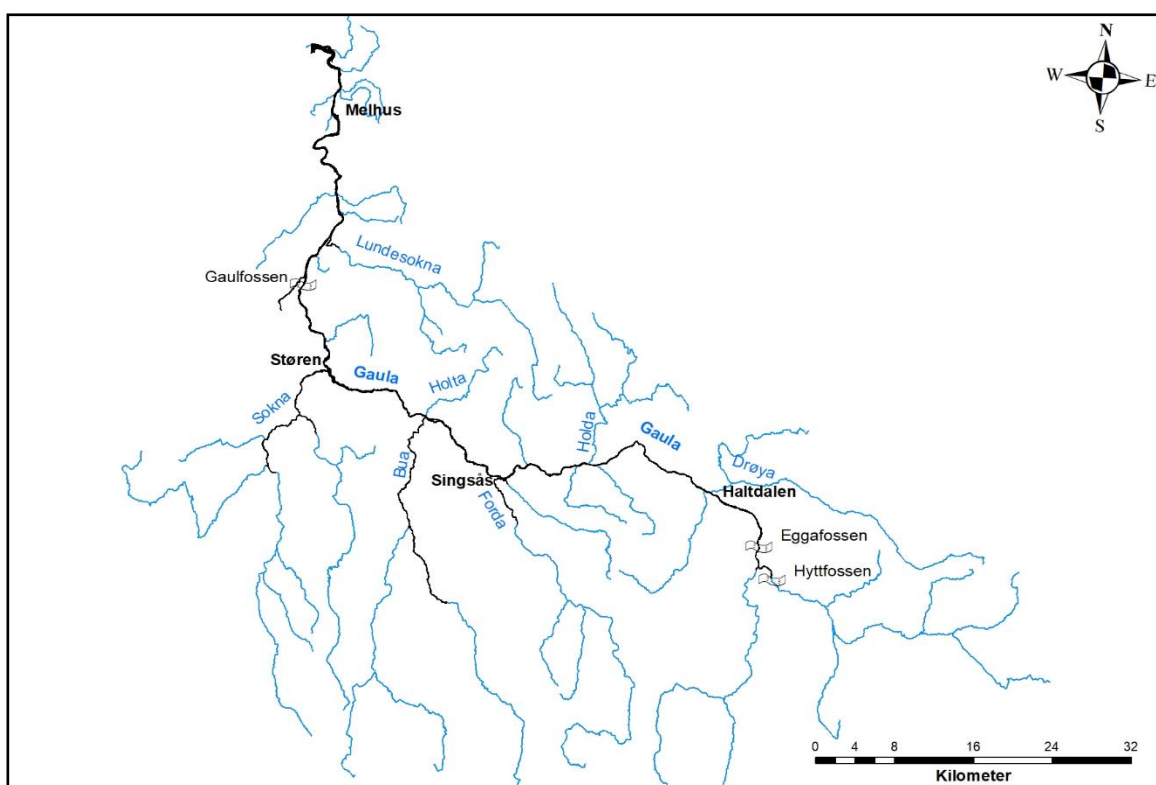 N
W
E
S
Melhus
Lundesokna
Gaulfossen
Støren
Gaula
Holta
Sokna
Holda
Gaula
Bua
Singsås
Forda
Drøya
Haltdalen
Eggafossen
Hyttfossen
0 2 4 8 16 24 32
Kilometer